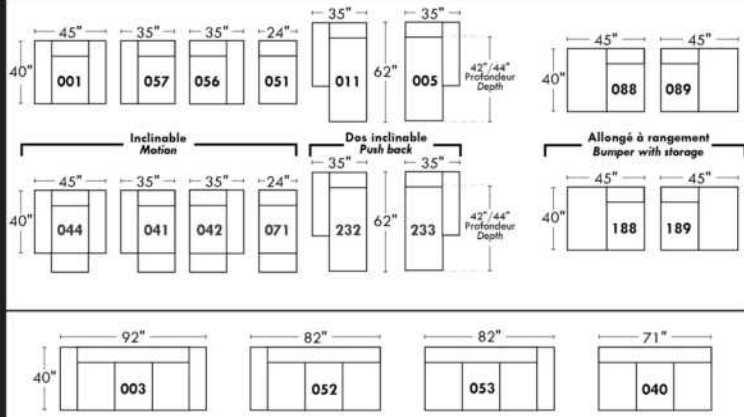 45" 35" 35" 24" 35" 35" 45" 45"
40" 001 057 056 051 011 62" 005 42"/44" Profondeur Depth 40" 088 089
Inclinable
Motion
Dos inclinable
Push back
Allongé à rangement
Bumper with storage
45" 35" 35" 24" 35" 35" 45" 45"
40" 044 041 042 071 232 62" 233 42"/44" Profondeur Depth 40" 188 189
92" 82" 82" 71"
40" 003 052 053 040